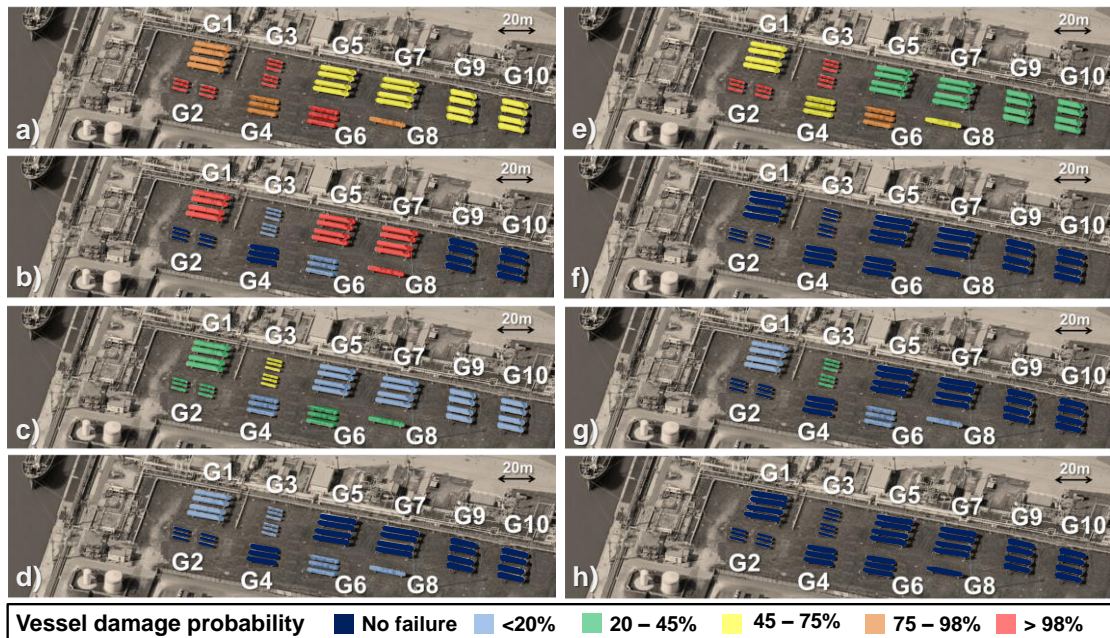 G1 G3 G5 G7 G9 G10 20m
G2 G4 G6 G8
a)
G1 G3 G5 G7 G9 G10 20m
G2 G4 G6 G8
e)
G1 G3 G5 G7 G9 G10 20m
G2 G4 G6 G8
b)
G1 G3 G5 G7 G9 G10 20m
G2 G4 G6 G8
f)
G1 G3 G5 G7 G9 G10 20m
G2 G4 G6 G8
c)
G1 G3 G5 G7 G9 G10 20m
G2 G4 G6 G8
g)
G1 G3 G5 G7 G9 G10 20m
G2 G4 G6 G8
d)
G1 G3 G5 G7 G9 G10 20m
G2 G4 G6 G8
h)
Vessel damage probability No failure <20% 20 – 45% 45 – 75% 75 – 98% > 98%